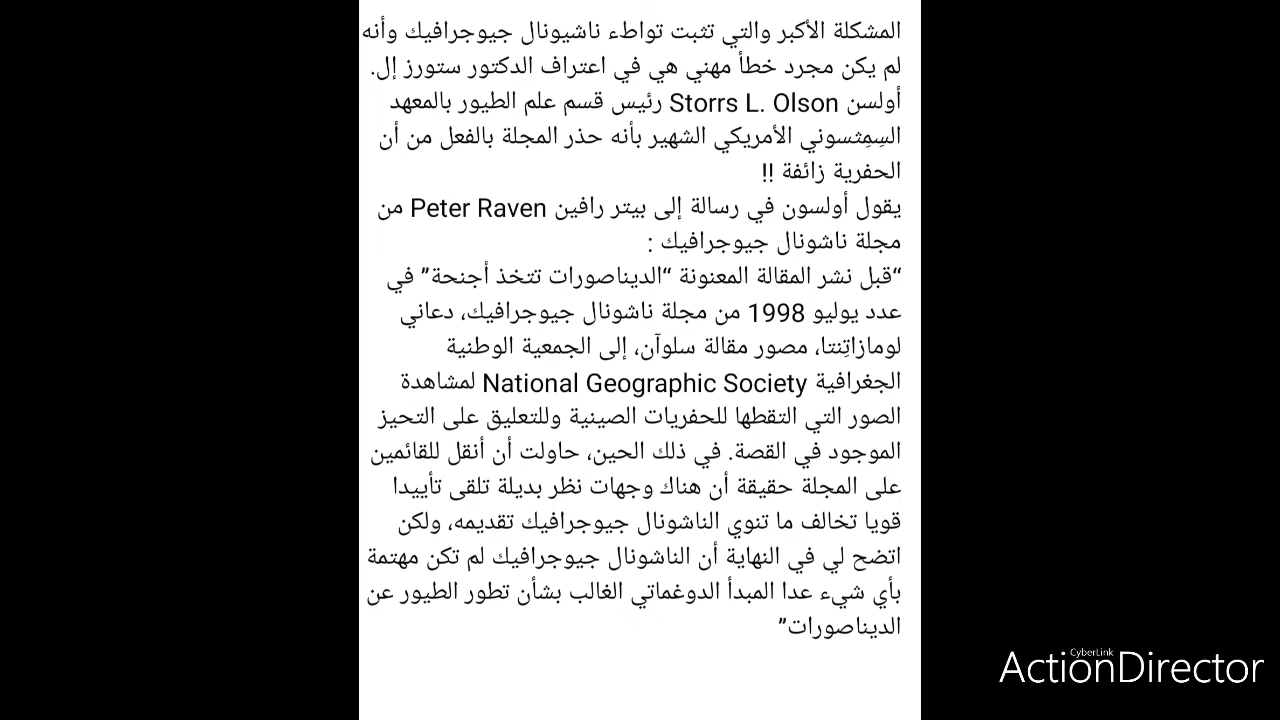 المشكلة الأكبر والتي تثبت تواطء ناشيونال جيوجرافيك وأنه
لم يكن مجرد خطأ مهني هي في اعتراف الدكتور ستورز إل.
أولسن Storrs L. Olson رئيس قسم علم الطيور بالمعهد
السِمِثسوني الأمريكي الشهير بأنه حذر المجلة بالفعل من أن
الحفرية زائفة !!
يقول أولسون في رسالة إلى بيتر رافين Peter Raven من
مجلة ناشونال جيوجرافيك :
“قبل نشر المقالة المعنونة “الديناصورات تتخذ أجنحة” في
عدد يوليو 1998 من مجلة ناشونال جيوجرافيك، دعاني
لومازاتِنتا، مصور مقالة سلوآن، إلى الجمعية الوطنية
الجغرافية National Geographic Society لمشاهدة
الصور التي التقطها للحفريات الصينية وللتعليق على التحيز
الموجود في القصة. في ذلك الحين، حاولت أن أنقل للقائمين
على المجلة حقيقة أن هناك وجهات نظر بديلة تلقى تأييدا
قويا تخالف ما تنوي الناشونال جيوجرافيك تقديمه، ولكن
اتضح لي في النهاية أن الناشونال جيوجرافيك لم تكن مهتمة
بأي شيء عدا المبدأ الدوغماتي الغالب بشأن تطور الطيور عن
الديناصورات”
CyberLink
ActionDirector